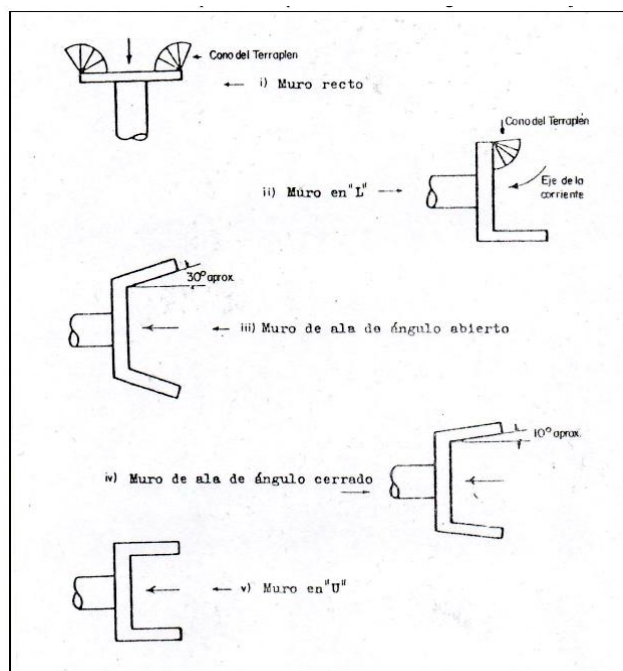 Cono del Terraplen
i) Muro recto
Cono del Terraplén
ii) Muro en "L"
Eje de la
corriente
30° aprox.
iii) Muro de ala de ángulo abierto
10° aprox.
iv) Muro de ala de ángulo cerrado
v) Muro en "U"